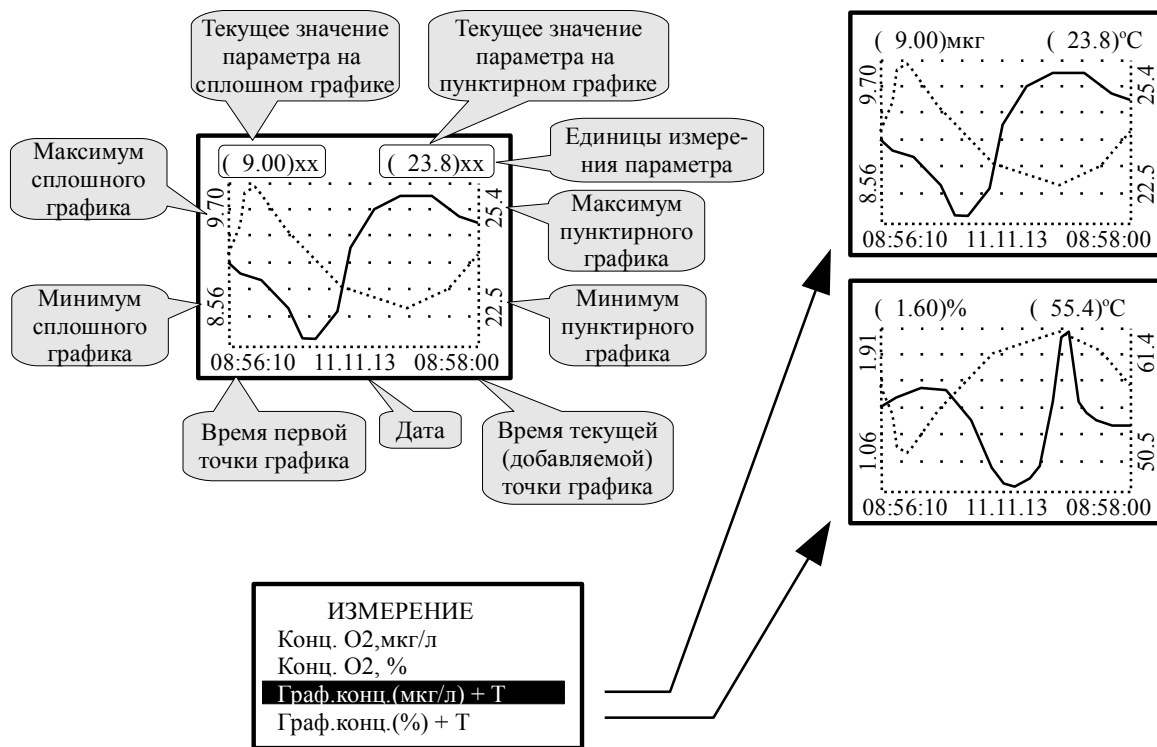 Текущее значение
параметра на
сплошном графике
Текущее значение
параметра на
пунктирном графике
Единицы измере-
ния параметра
Максимум
сплошного
графика
Минимум
сплошного
графика
( 9.00)xx ( 23.8)xx
9.70
8.56
25.4
22.5
08:56:10 11.11.13 08:58:00
Максимум
пунктирного
графика
Минимум
пунктирного
графика
Время первой
точки графика
Дата
Время текущей
(добавляемой)
точки графика
( 9.00)мкг ( 23.8)ºC
9.70
8.56
25.4
22.5
08:56:10 11.11.13 08:58:00
( 1.60)% ( 55.4)ºC
1.91
1.06
61.4
50.5
08:56:10 11.11.13 08:58:00
ИЗМЕРЕНИЕ
Конц. О2,мкг/л
Конц. О2, %
Граф.конц.(мкг/л) + Т
Граф.конц.(%) + Т